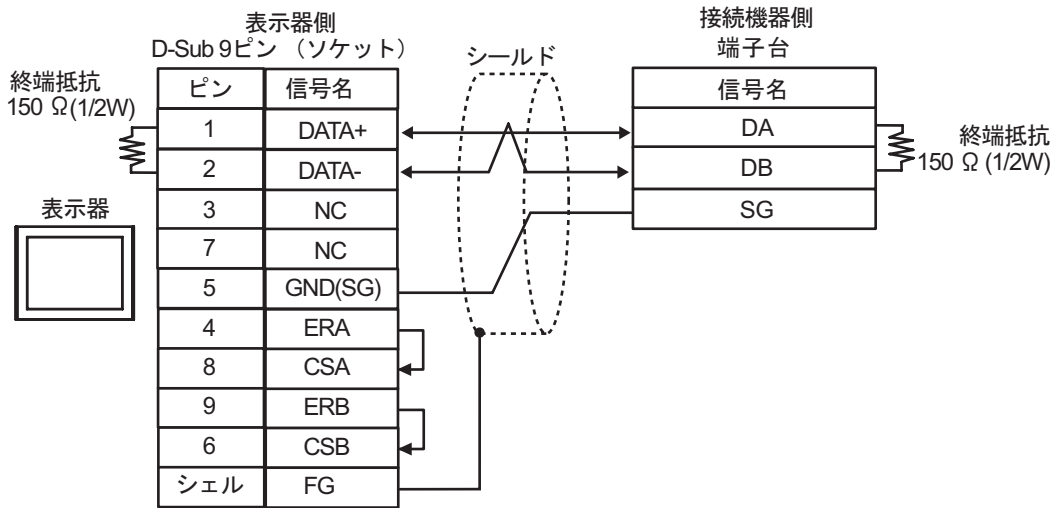 表示器側
D-Sub 9ピン （ソケット）
シールド
接続機器側
端子台
終端抵抗
150 Ω(1/2W)
ピン 信号名
1 DATA+
2 DATA-
3 NC
7 NC
5 GND(SG)
4 ERA
8 CSA
9 ERB
6 CSB
シェル FG
表示器
信号名
DA
DB
SG
終端抵抗
150 Ω (1/2W)